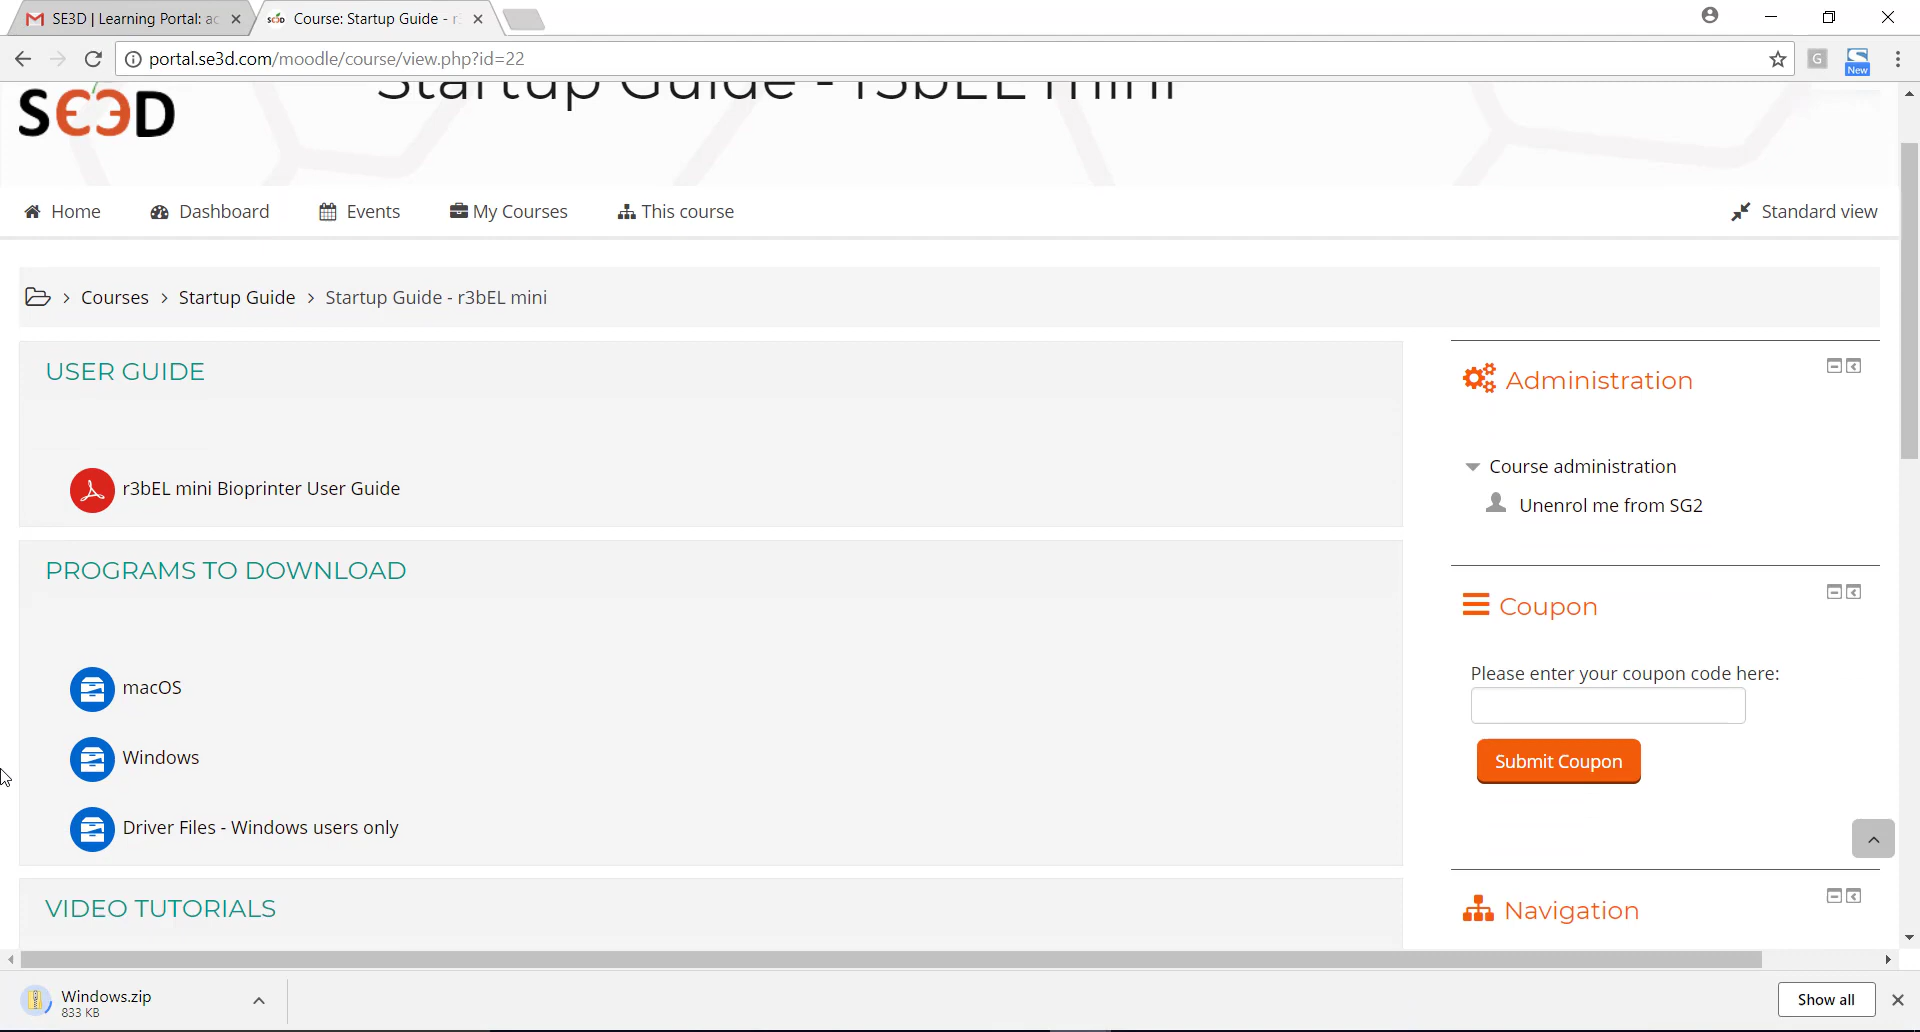 SE3D | Learning Portal: ac
Course: Startup Guide - r
portal.se3d.com/moodle/course/view.php?id=22
G
New
SE3D
Startup Guide - r3bEL mini
Home
Dashboard
Events
My Courses
This course
Standard view
> Courses > Startup Guide > Startup Guide - r3bEL mini
USER GUIDE
r3bEL mini Bioprinter User Guide
PROGRAMS TO DOWNLOAD
macOS
Windows
Driver Files - Windows users only
VIDEO TUTORIALS
Administration
Course administration
Unenrol me from SG2
Coupon
Please enter your coupon code here:
Submit Coupon
Navigation
Windows.zip
833 KB
Show all